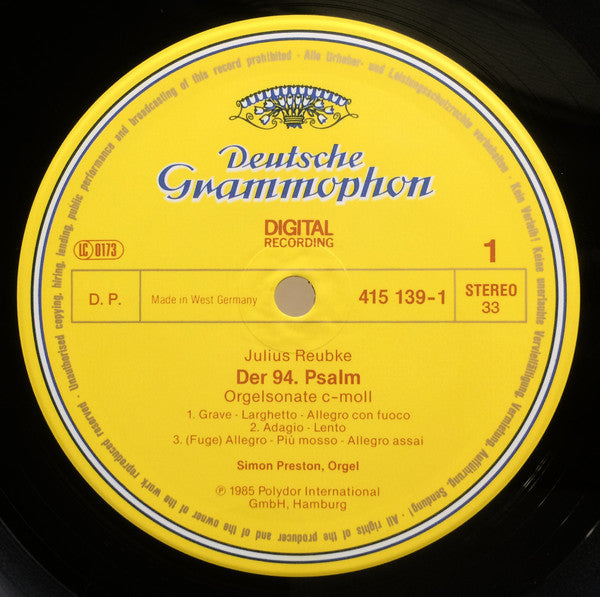 Deutsche
Grammophon
DIGITAL
RECORDING
LC 0173
1
D. P.
Made in West Germany
415 139-1
STEREO
33
Julius Reubke
Der 94. Psalm
Orgelsonate c-moll
1. Grave - Larghetto - Allegro con fuoco
2. Adagio - Lento
3. (Fuge) Allegro - Più mosso - Allegro assai
Simon Preston, Orgel
Ⓟ 1985 Polydor International
GmbH, Hamburg
Alle Urheber- und Leistungsschutzrechte vorbehalten · Kein Verleih! Keine unerlaubte Vervielfältigung, Vermietung, Aufführung, Sendung! · All rights of the producer and of the owner of the work reproduced reserved · Unauthorised copying, hiring, lending, public performance and broadcasting of this record prohibited ·